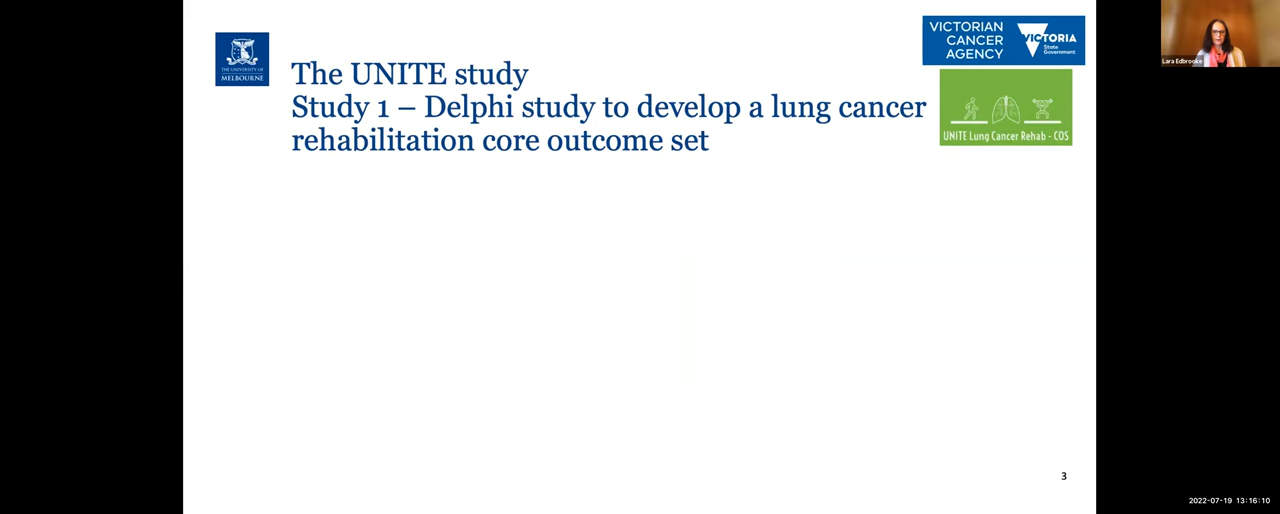 The UNITE study
Study 1 – Delphi study to develop a lung cancer
rehabilitation core outcome set
THE UNIVERSITY OF
MELBOURNE
VICTORIAN
CANCER
AGENCY
VICTORIA
State
Government
UNITE Lung Cancer Rehab - COS
Lara Edbrooke
3
2022-07-19 13:16:10